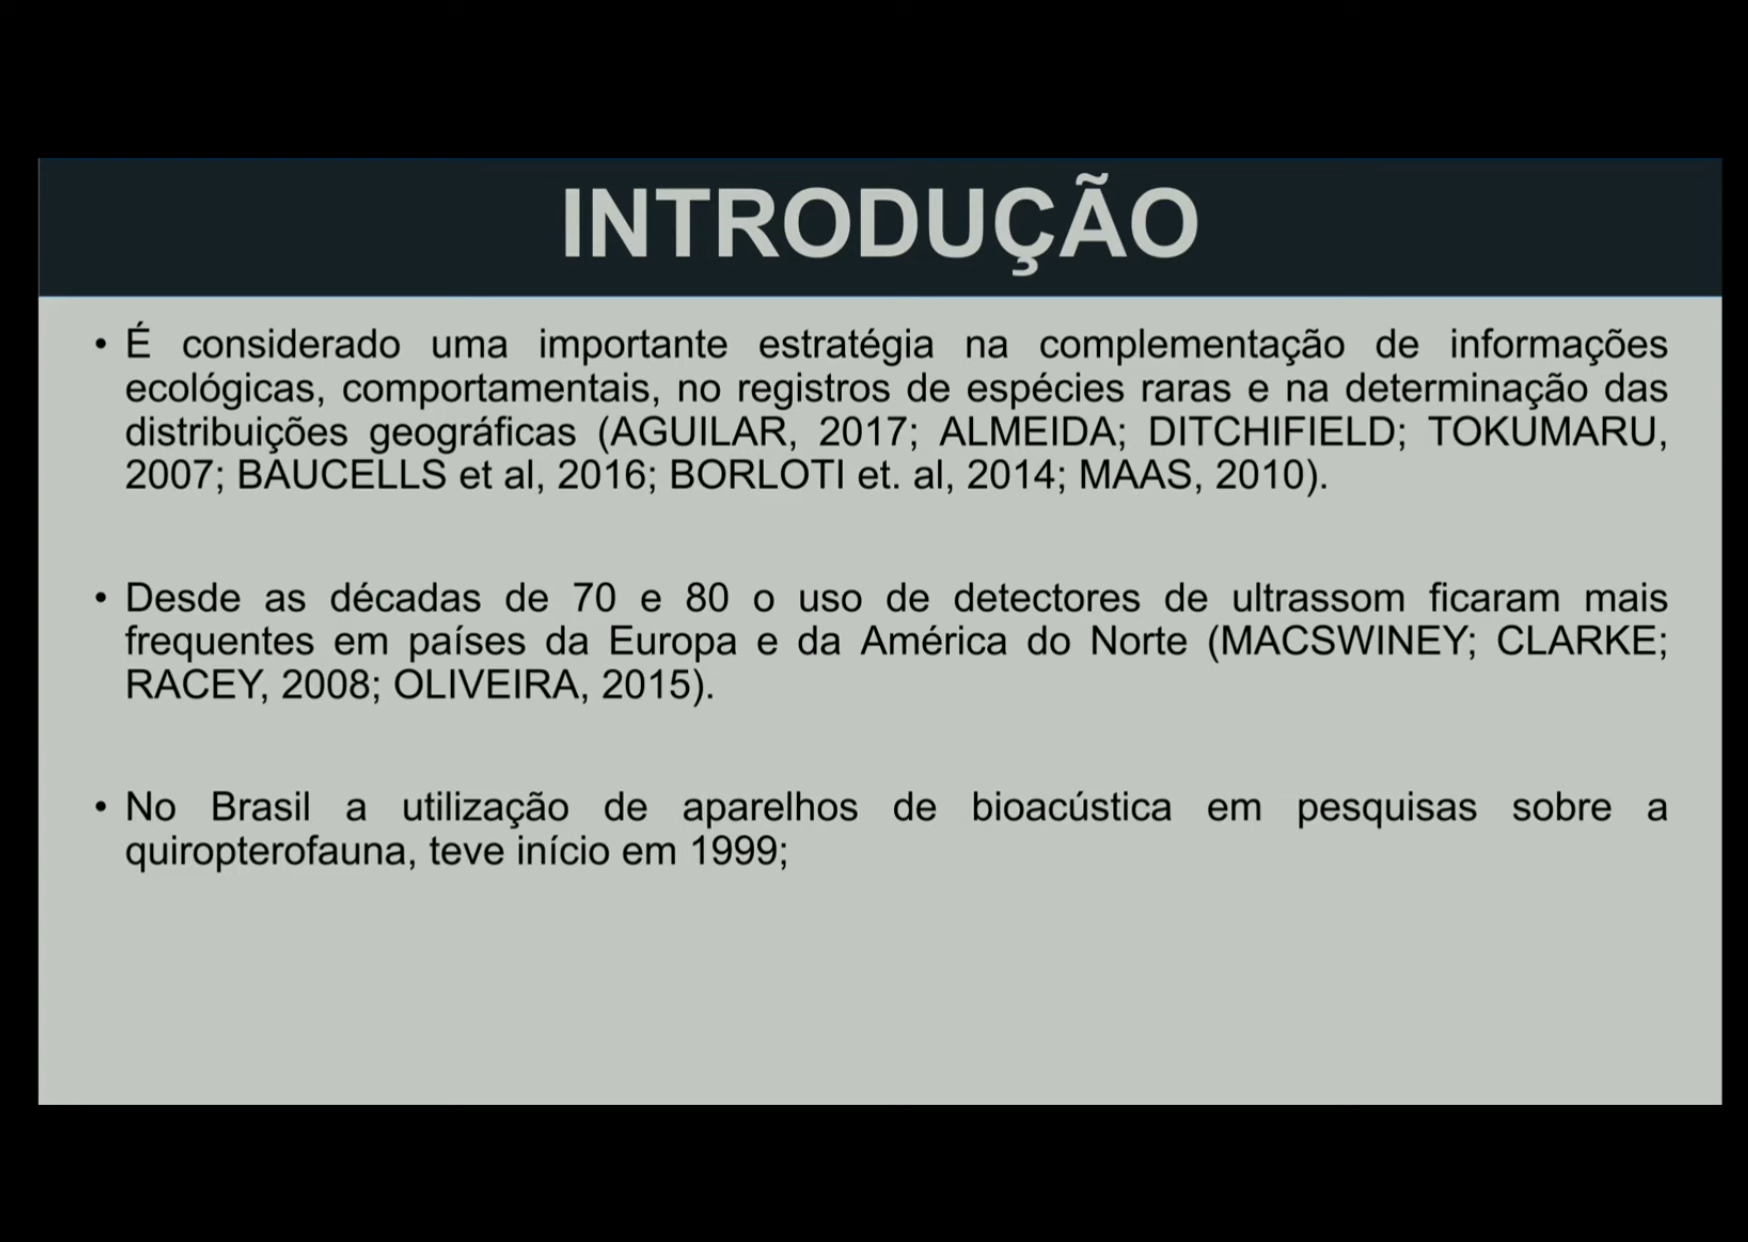 INTRODUÇÃO
• É considerado uma importante estratégia na complementação de informações
ecológicas, comportamentais, no registros de espécies raras e na determinação das
distribuições geográficas (AGUILAR, 2017; ALMEIDA; DITCHIFIELD; TOKUMARU,
2007; BAUCELLS et al, 2016; BORLOTI et. al, 2014; MAAS, 2010).
• Desde as décadas de 70 e 80 o uso de detectores de ultrassom ficaram mais
frequentes em países da Europa e da América do Norte (MACSWINEY; CLARKE;
RACEY, 2008; OLIVEIRA, 2015).
• No Brasil a utilização de aparelhos de bioacústica em pesquisas sobre a
quiropterofauna, teve início em 1999;